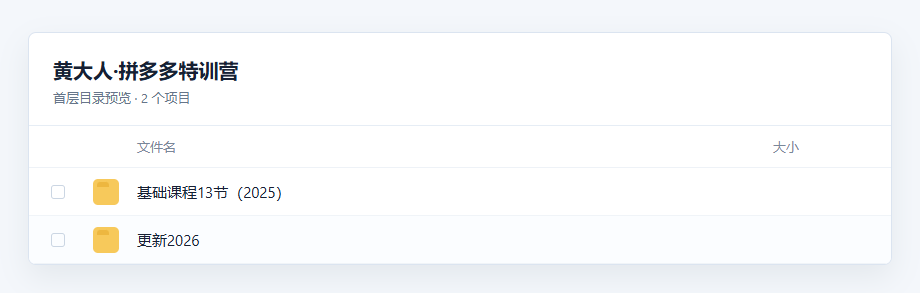 黄大人·拼多多特训营
首层目录预览 · 2 个项目
文件名 大小
基础课程13节（2025）
更新2026